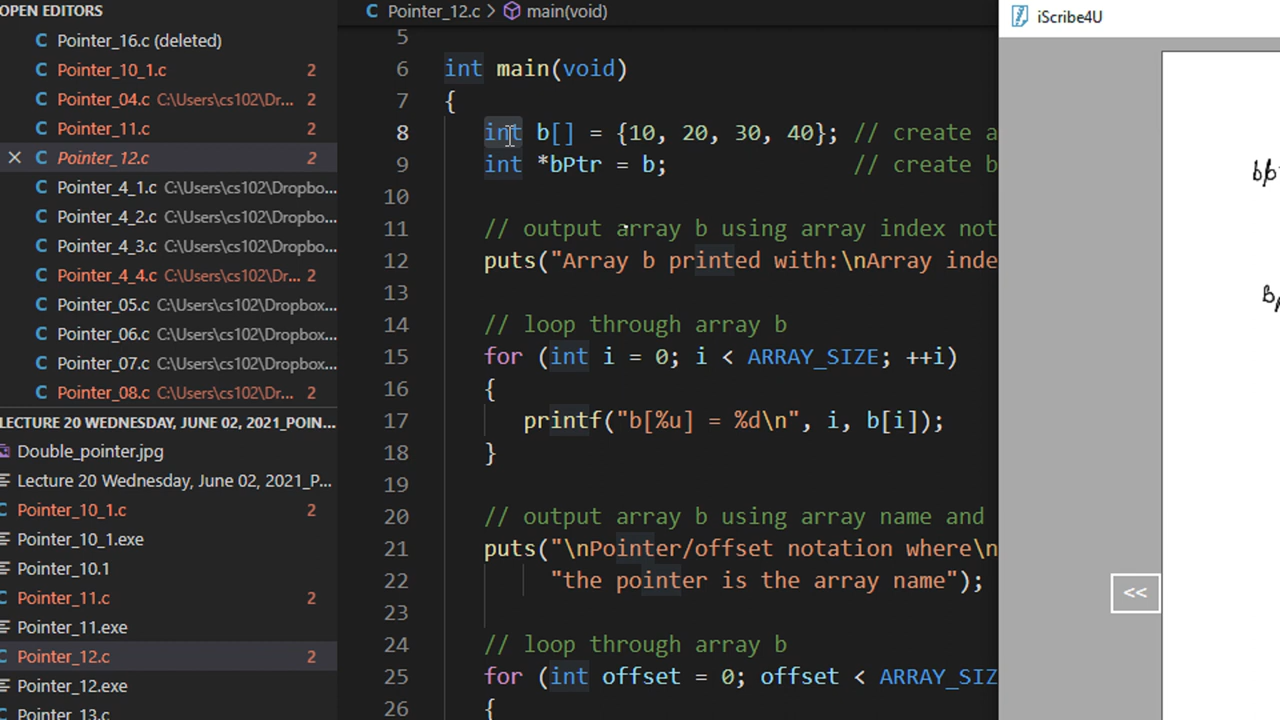 OPEN EDITORS
C Pointer_16.c (deleted)
C Pointer_10_1.c 2
C Pointer_04.c C:\Users\cs102\Dr... 2
C Pointer_11.c 2
C Pointer_12.c 2
C Pointer_4_1.c C:\Users\cs102\Dropbo...
C Pointer_4_2.c C:\Users\cs102\Dropbo...
C Pointer_4_3.c C:\Users\cs102\Dropbo...
C Pointer_4_4.c C:\Users\cs102\Dr... 2
C Pointer_05.c C:\Users\cs102\Dropbox...
C Pointer_06.c C:\Users\cs102\Dropbox...
C Pointer_07.c C:\Users\cs102\Dropbox...
C Pointer_08.c C:\Users\cs102\Dr... 2
LECTURE 20 WEDNESDAY, JUNE 02, 2021_POIN...
Double_pointer.jpg
Lecture 20 Wednesday, June 02, 2021_P...
C Pointer_10_1.c 2
Pointer_10_1.exe
Pointer_10.1
C Pointer_11.c 2
Pointer_11.exe
C Pointer_12.c 2
Pointer_12.exe
Pointer_13.c
C Pointer_12.c > main(void)
5
6 int main(void)
7 {
8 int b[] = {10, 20, 30, 40}; // create a
9 int *bPtr = b; // create b
10
11 // output array b using array index not
12 puts("Array b printed with:\nArray inde
13
14 // loop through array b
15 for (int i = 0; i < ARRAY_SIZE; ++i)
16 {
17 printf("b[%u] = %d\n", i, b[i]);
18 }
19
20 // output array b using array name and
21 puts("\nPointer/offset notation where\n
22 "the pointer is the array name");
23
24 // loop through array b
25 for (int offset = 0; offset < ARRAY_SIZ
26 {
iScribe4U
<<